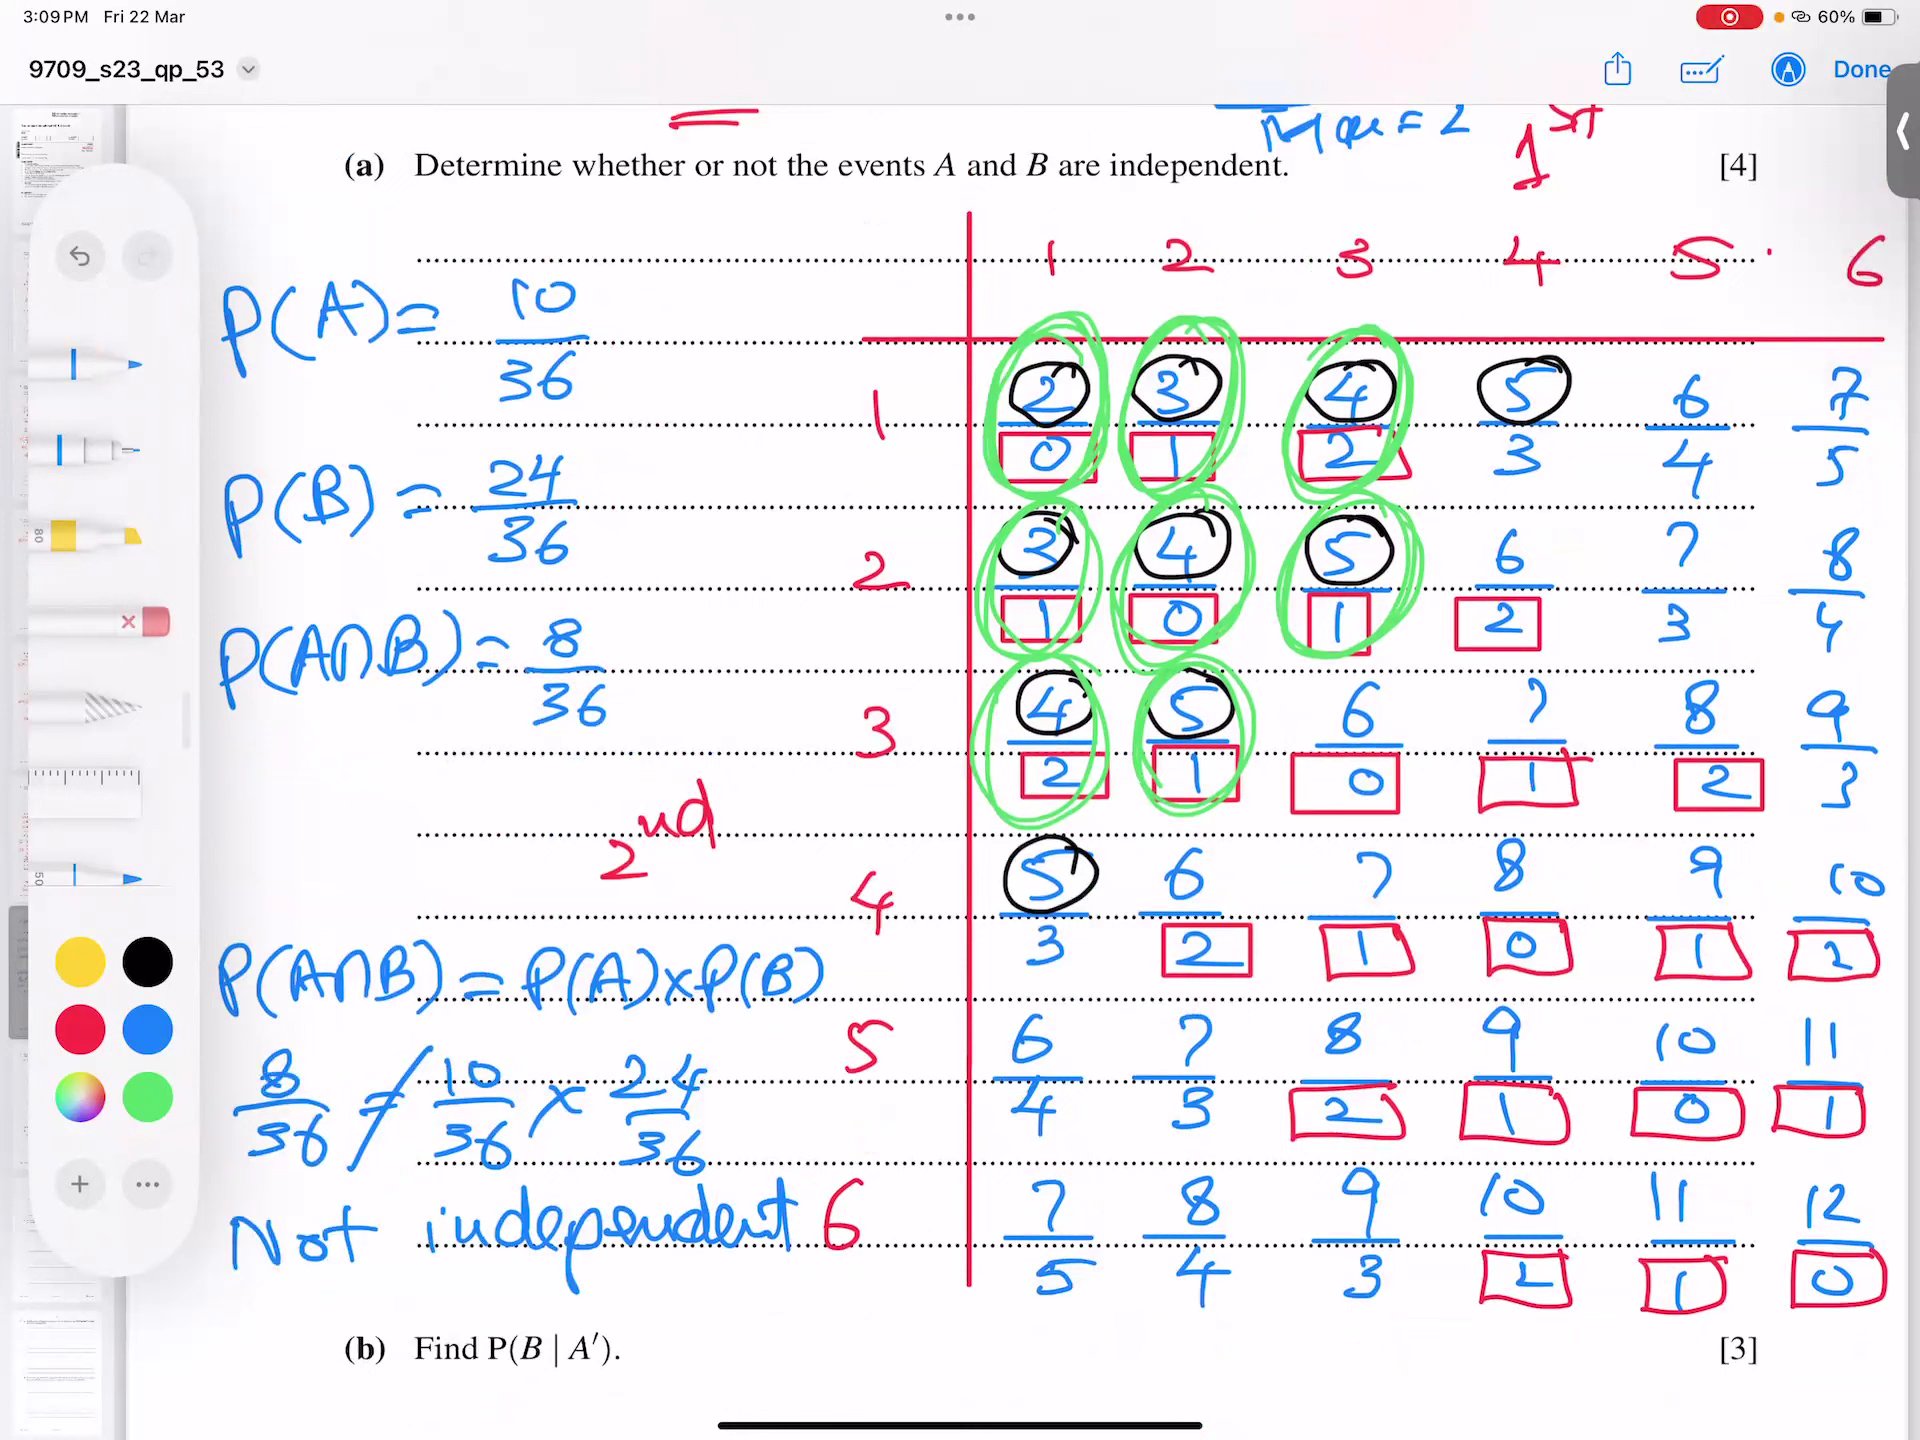 3:09 PM Fri 22 Mar
60%
9709_s23_qp_53
Done
= 2
1st
(a) Determine whether or not the events A and B are independent. [4]
1 2 3 4 5 6
P(A) = 10/36
1
2/0 3/1 4/2 5/3 6/4 7/5
P(B) = 24/36
2
3/1 4/0 5/1 6/2 7/3 8/4
P(A∩B) = 8/36
3
4/2 5/1 6/0 7/1 8/2 9/3
2nd
4
5/3 6/2 7/1 8/0 9/1 10/2
P(A∩B) = P(A)×P(B)
5
6/4 7/3 8/2 9/1 10/0 11/1
8/36 ≠ 10/36 × 24/36
Not independent
6
7/5 8/4 9/3 10/2 11/1 12/0
(b) Find P(B | A′). [3]
80
50